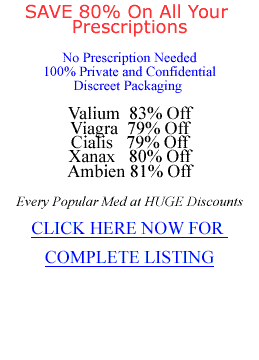 SAVE 80% On All Your
Prescriptions
No Prescription Needed
100% Private and Confidential
Discreet Packaging
Valium 83% Off
Viagra 79% Off
Cialis 79% Off
Xanax 80% Off
Ambien 81% Off
Every Popular Med at HUGE Discounts
CLICK HERE NOW FOR
COMPLETE LISTING